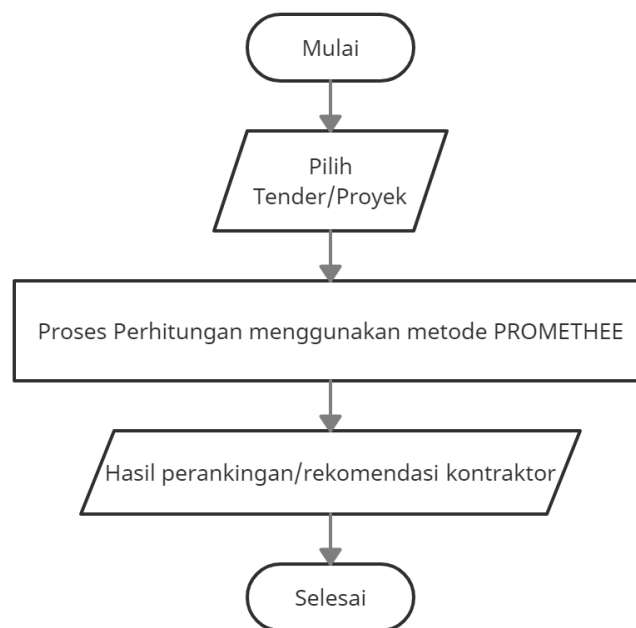 Mulai
Pilih
Tender/Proyek
Proses Perhitungan menggunakan metode PROMETHEE
Hasil perankingan/rekomendasi kontraktor
Selesai